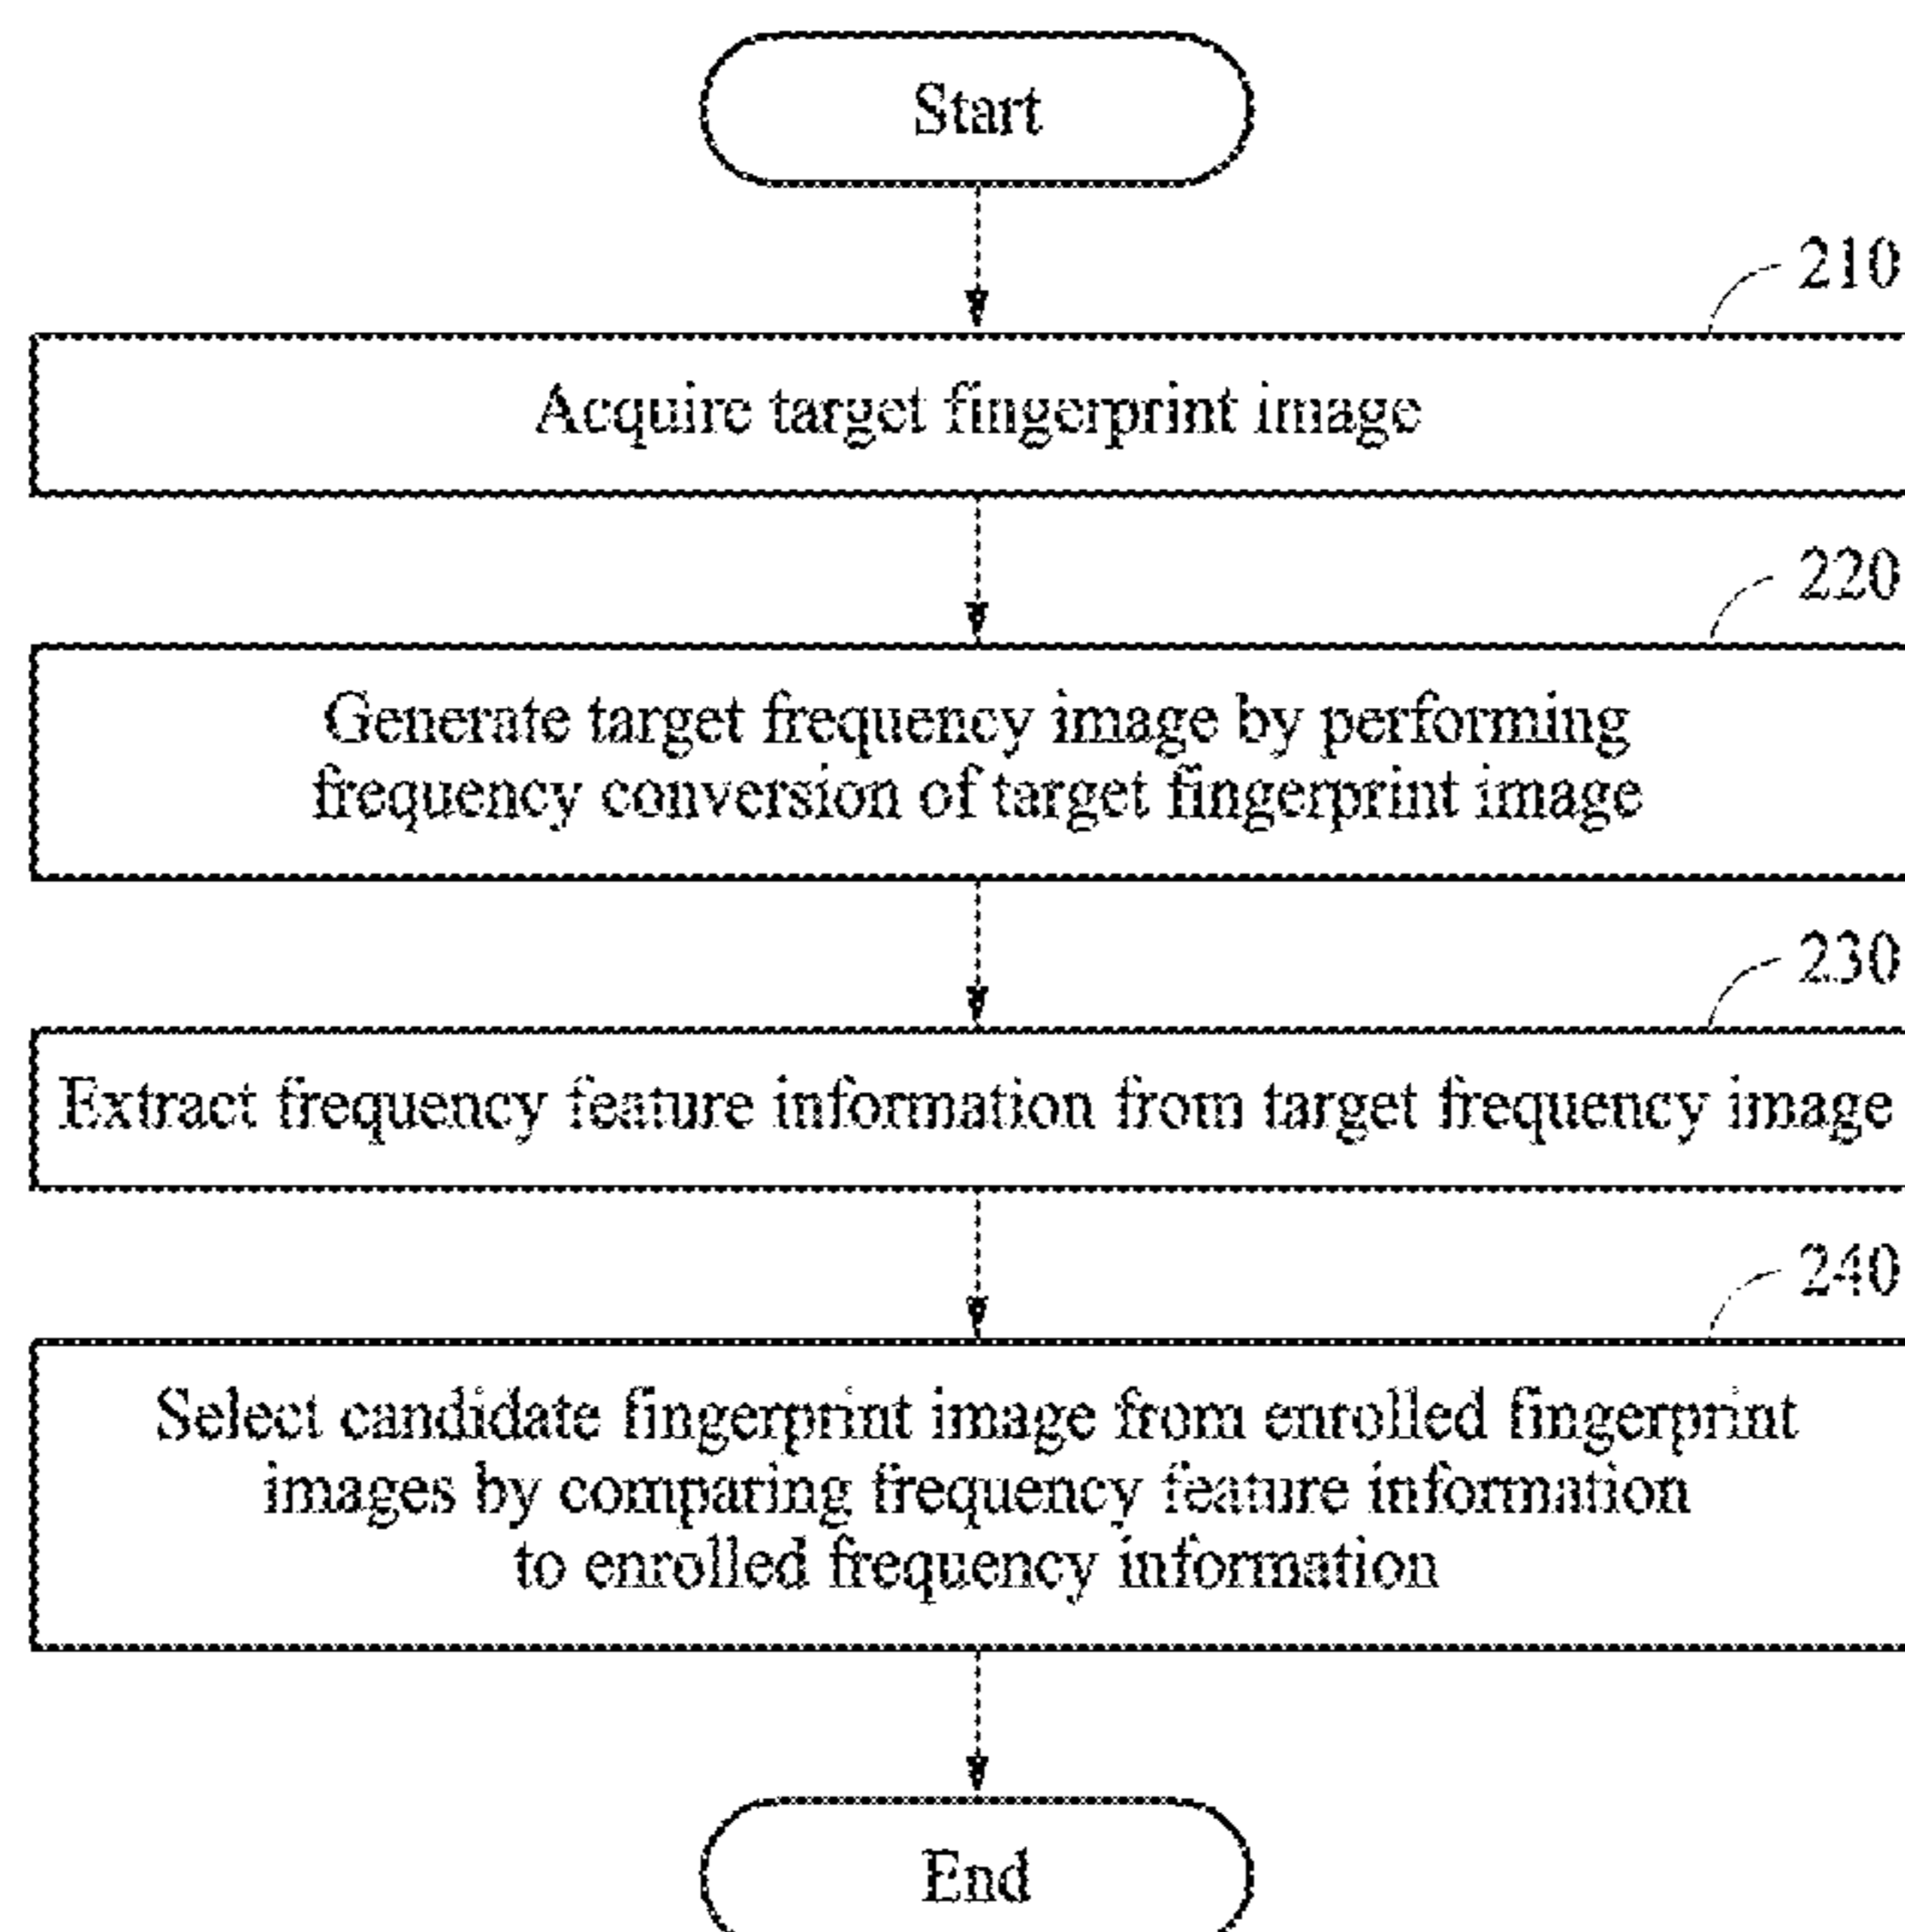 Start
210
Acquire target fingerprint image
220
Generate target frequency image by performing
frequency conversion of target fingerprint image
230
Extract frequency feature information from target frequency image
240
Select candidate fingerprint image from enrolled fingerprint
images by comparing frequency feature information
to enrolled frequency information
End